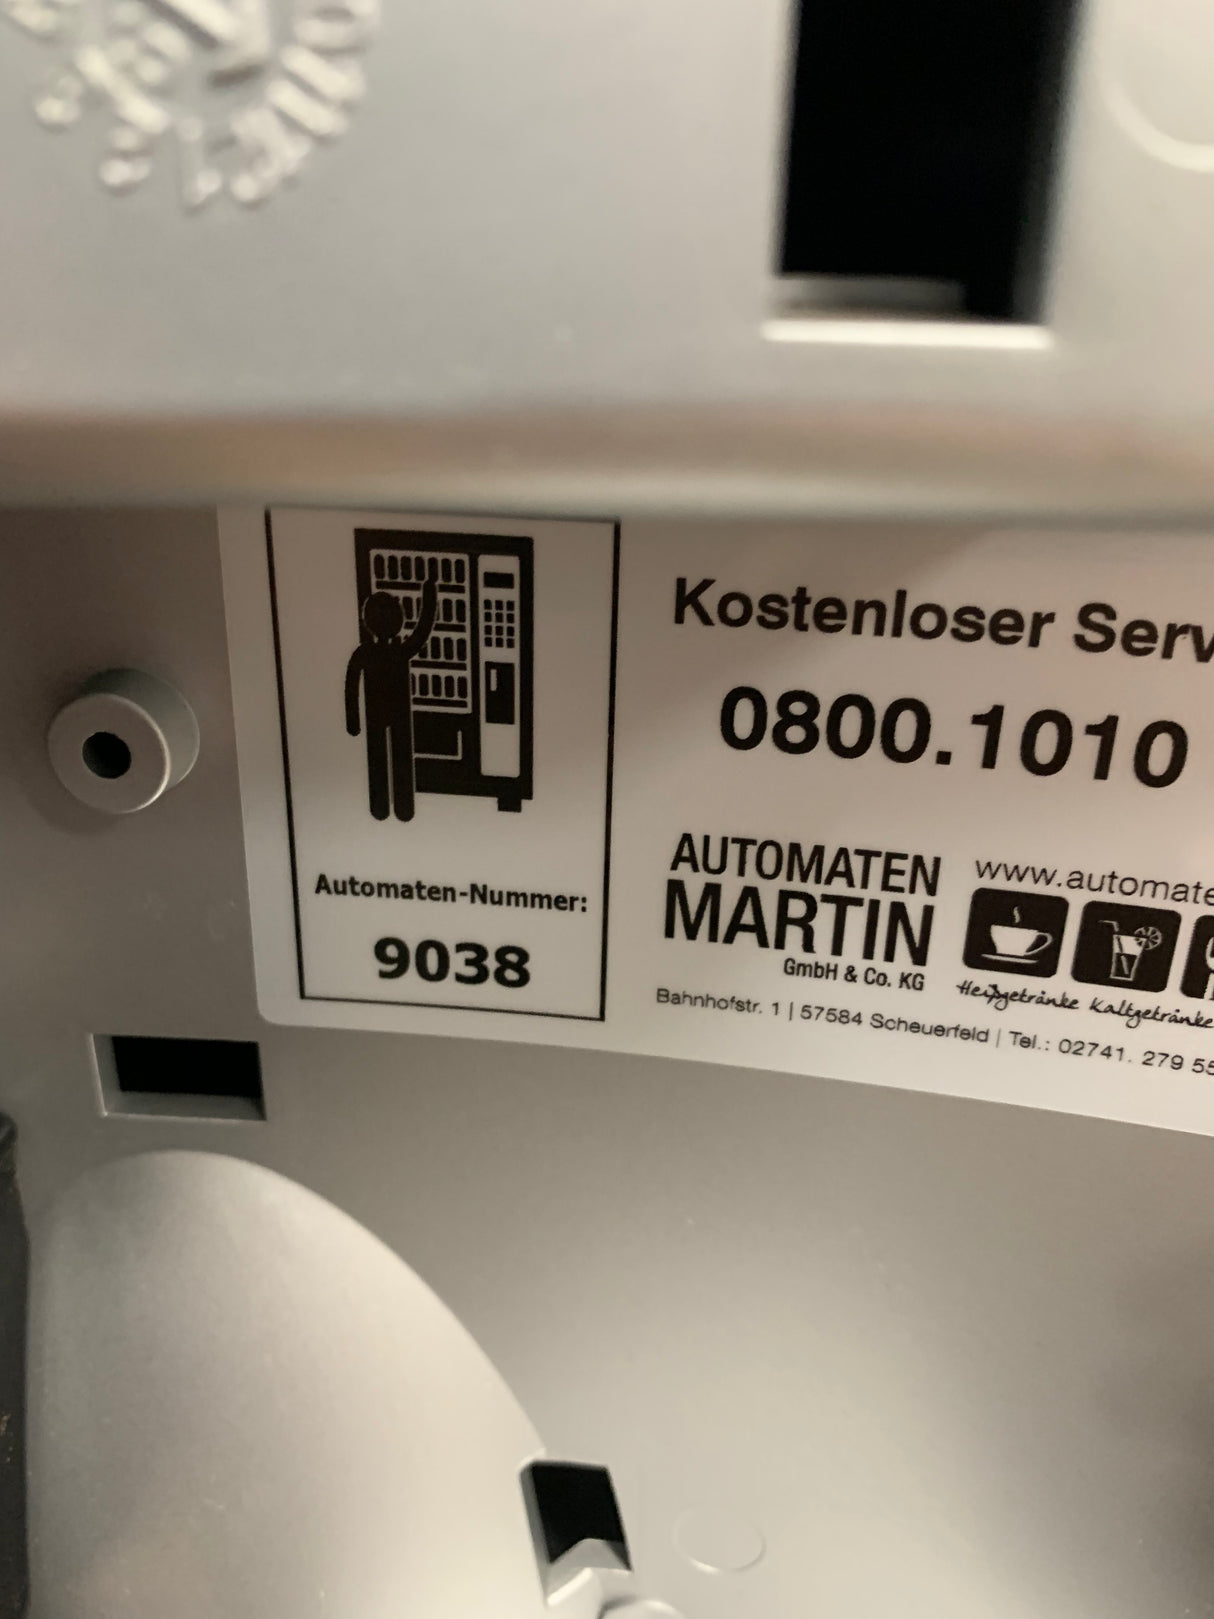 Automaten-Nummer:
9038
Kostenloser Serv
0800.1010
AUTOMATEN
MARTIN
GmbH & Co. KG
www.automate
Heißgetränke Kaltgetränke
Bahnhofstr. 1 | 57584 Scheuerfeld | Tel.: 02741. 279 55